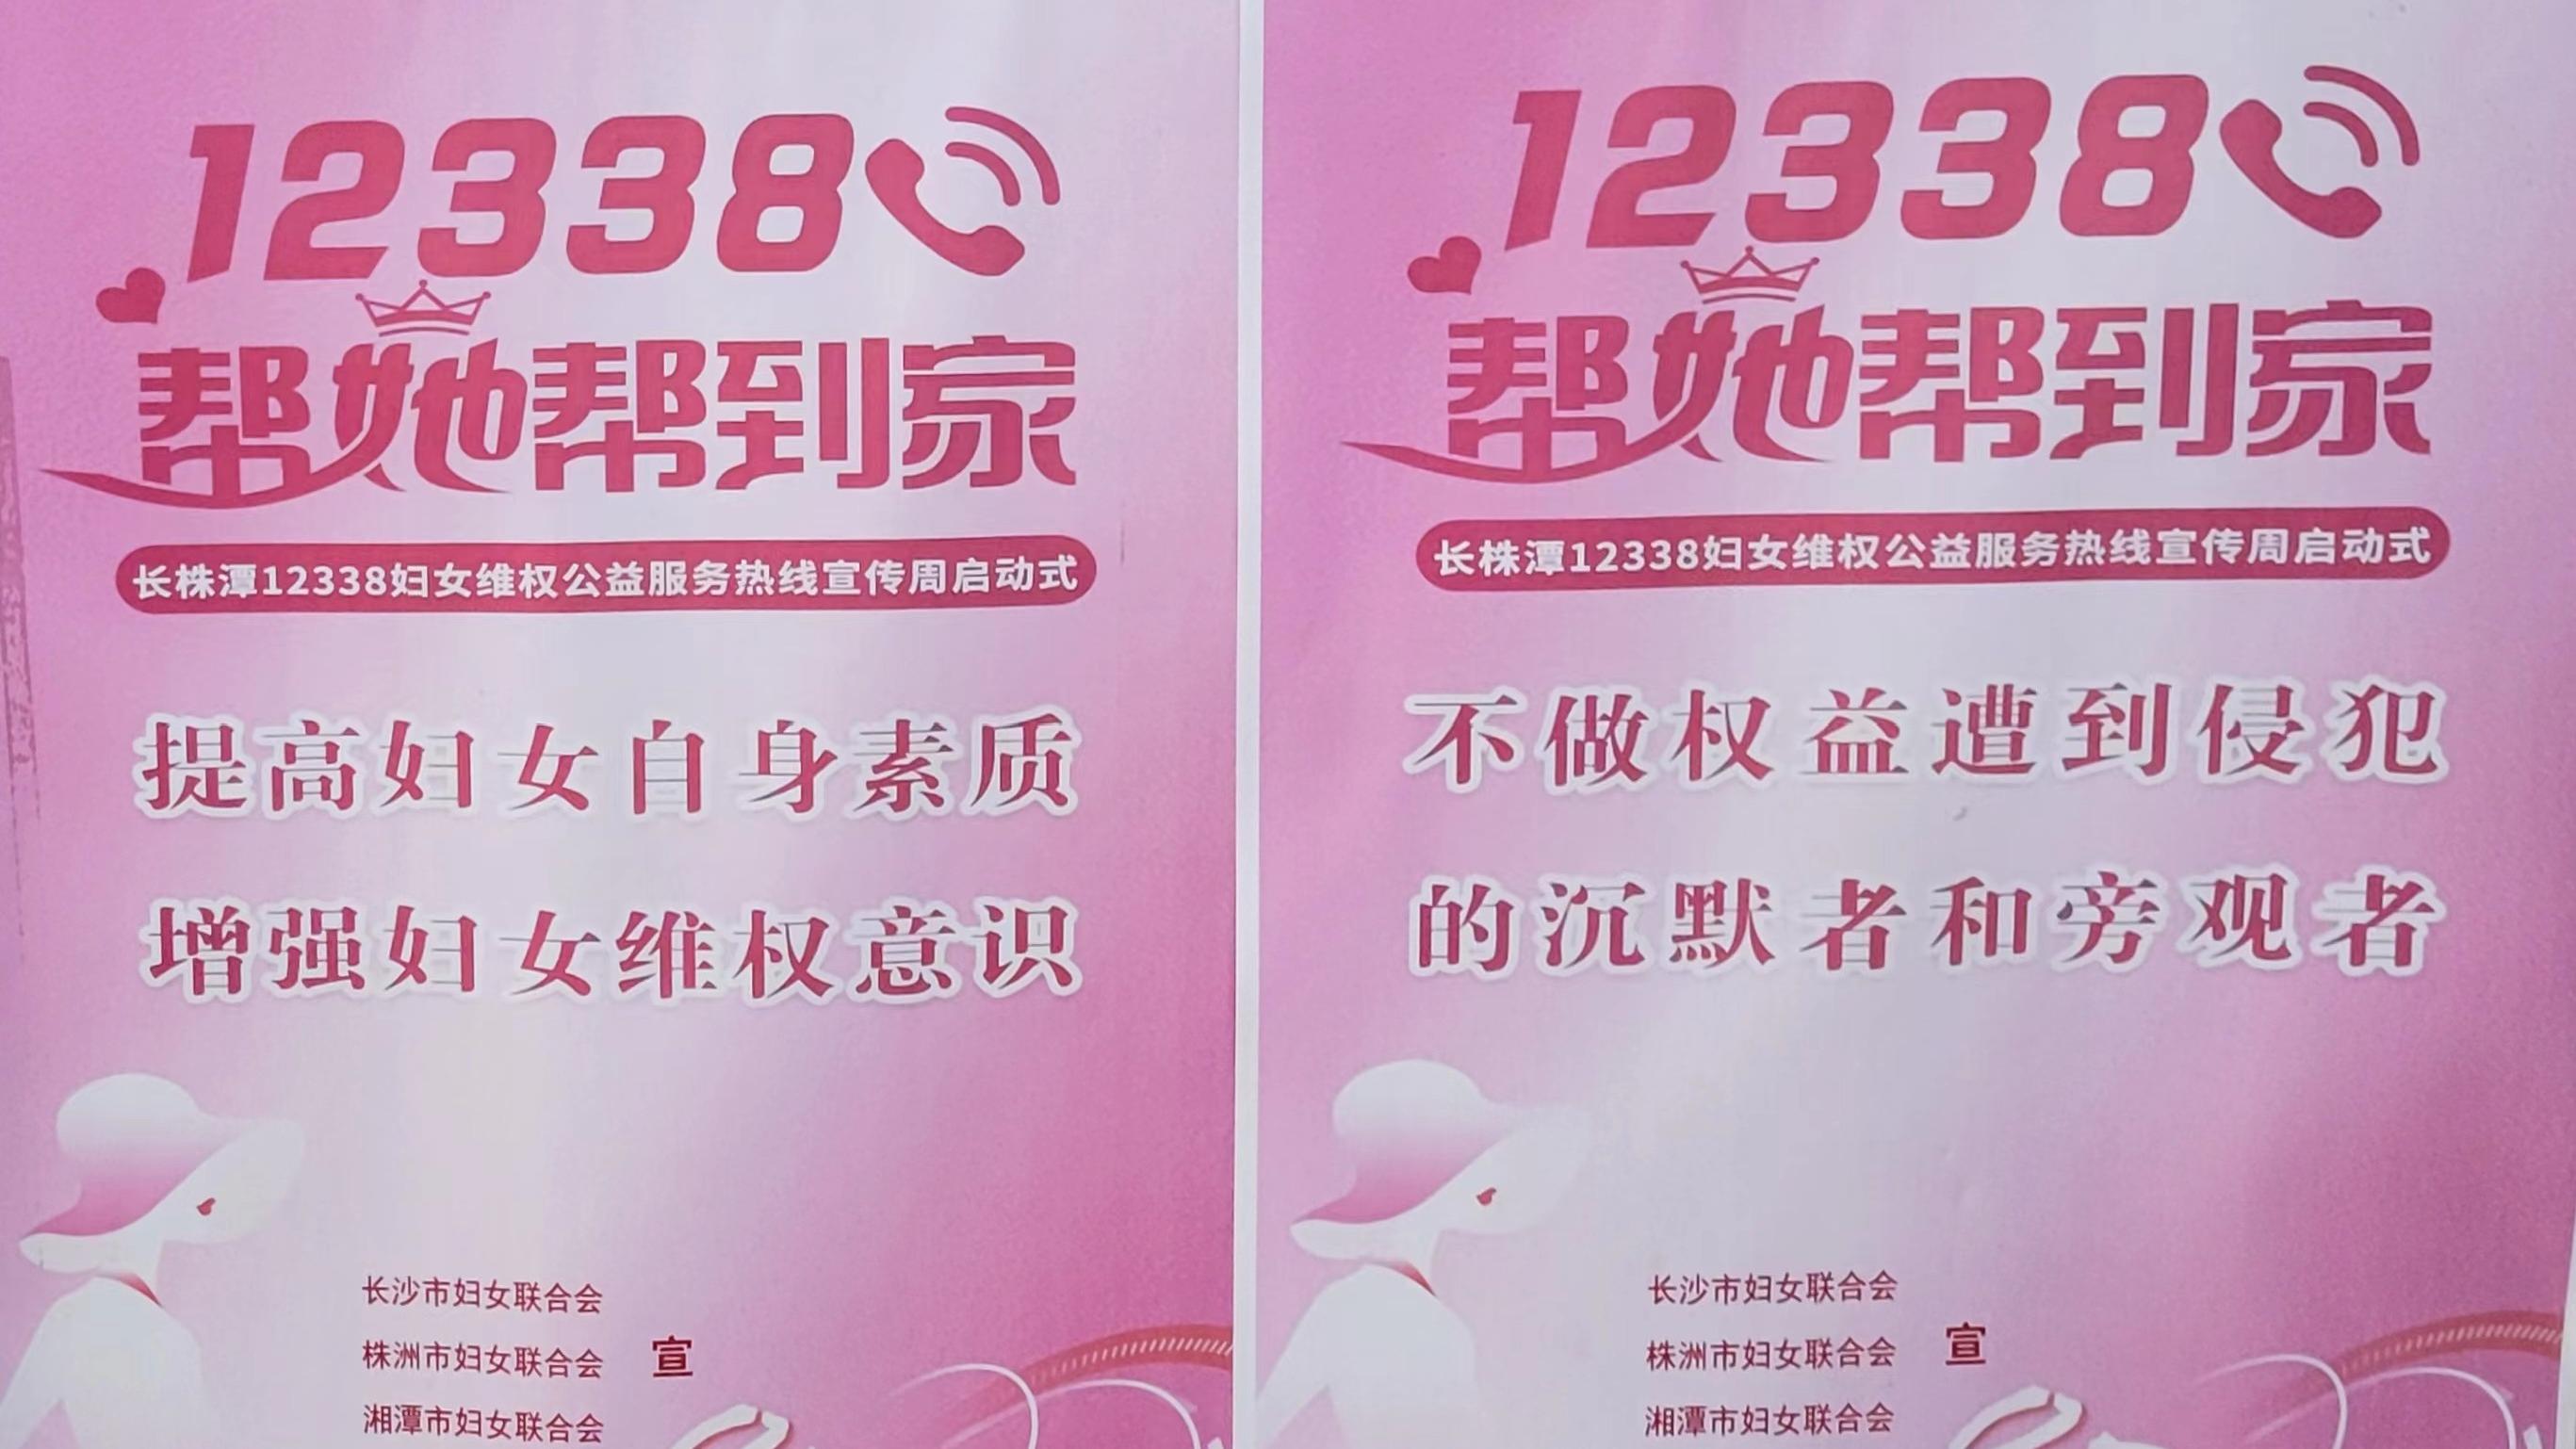 12338
帮她帮到家
长株潭12338妇女维权公益服务热线宣传周启动式
提高妇女自身素质
增强妇女维权意识
长沙市妇女联合会
株洲市妇女联合会
宣
湘潭市妇女联合会
12338
帮她帮到家
长株潭12338妇女维权公益服务热线宣传周启动式
不做权益遭到侵犯
的沉默者和旁观者
长沙市妇女联合会
株洲市妇女联合会
宣
湘潭市妇女联合会